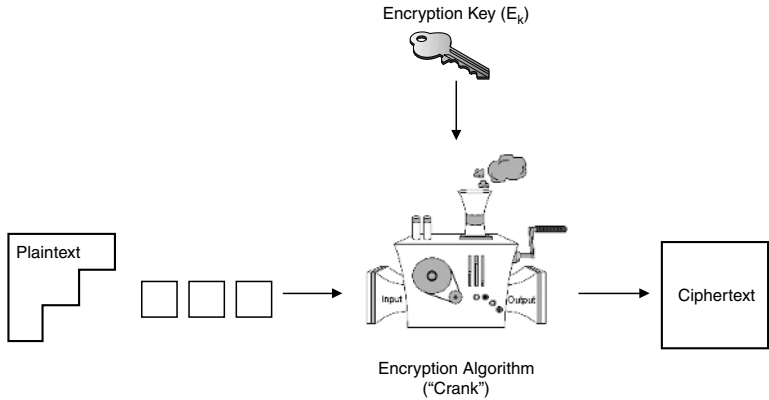 Encryption Key (Eₖ)
Plaintext
Input
Output
Ciphertext
Encryption Algorithm
(“Crank”)